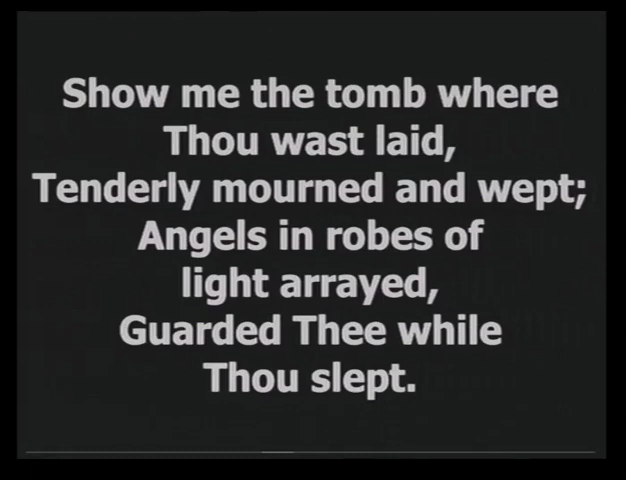 Show me the tomb where
Thou wast laid,
Tenderly mourned and wept;
Angels in robes of
light arrayed,
Guarded Thee while
Thou slept.